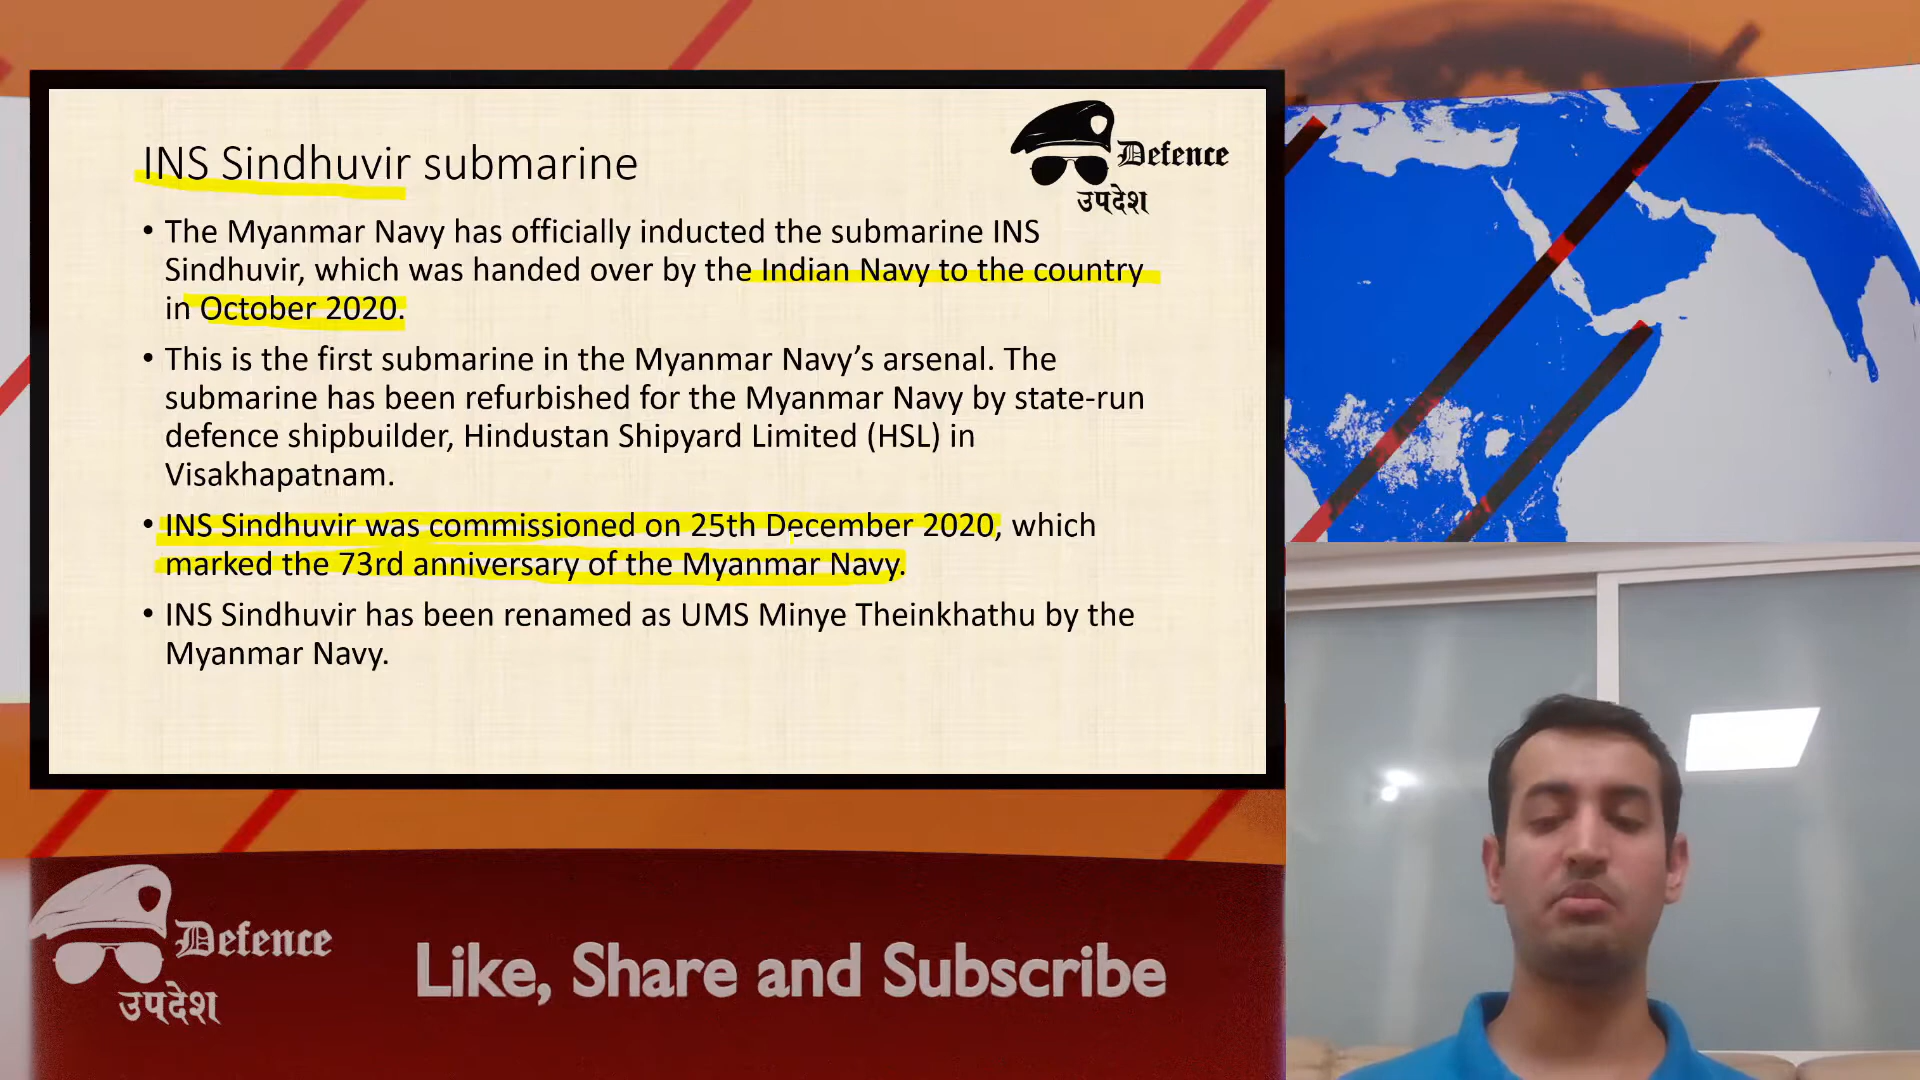 INS Sindhuvir submarine
Defence
उपदेश
• The Myanmar Navy has officially inducted the submarine INS
Sindhuvir, which was handed over by the Indian Navy to the country
in October 2020.
• This is the first submarine in the Myanmar Navy’s arsenal. The
submarine has been refurbished for the Myanmar Navy by state-run
defence shipbuilder, Hindustan Shipyard Limited (HSL) in
Visakhapatnam.
• INS Sindhuvir was commissioned on 25th December 2020, which
marked the 73rd anniversary of the Myanmar Navy.
• INS Sindhuvir has been renamed as UMS Minye Theinkhathu by the
Myanmar Navy.
Defence
उपदेश
Like, Share and Subscribe